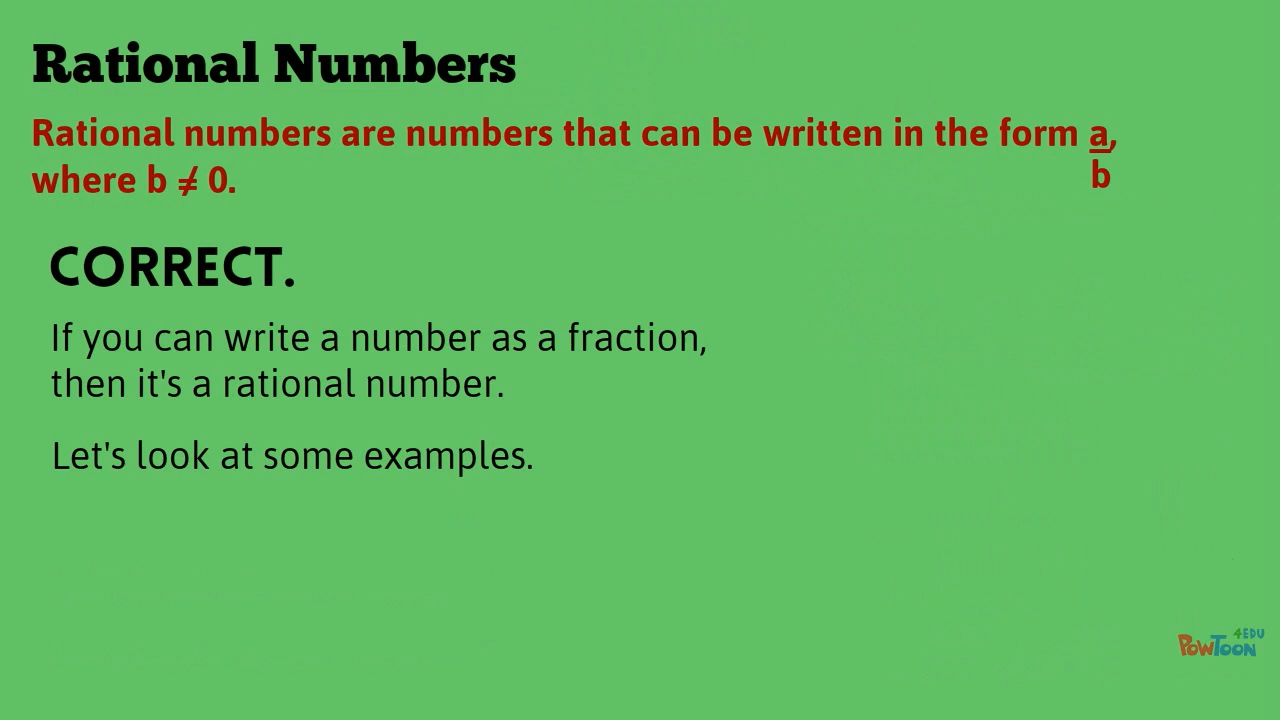 Rational Numbers
Rational numbers are numbers that can be written in the form a,
where b ≠ 0.
b
CORRECT.
If you can write a number as a fraction,
then it's a rational number.
Let's look at some examples.
4EDU
POWTOON